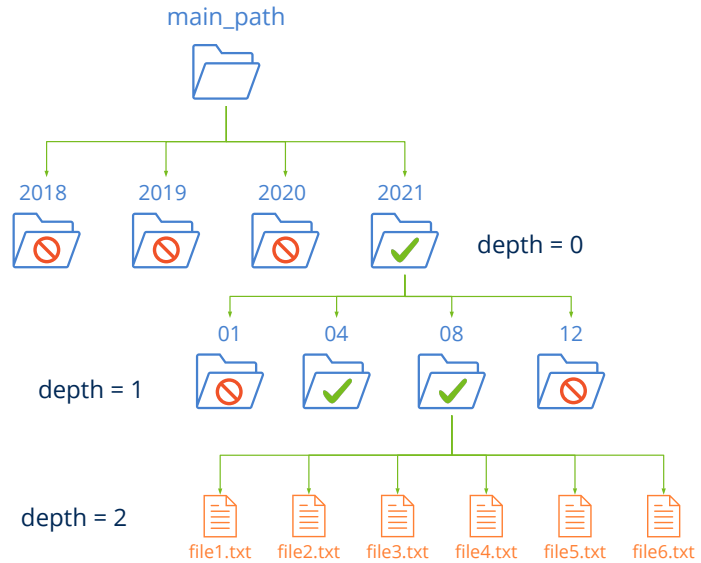 main_path
2018 2019 2020 2021
depth = 0
01 04 08 12
depth = 1
depth = 2
file1.txt file2.txt file3.txt file4.txt file5.txt file6.txt